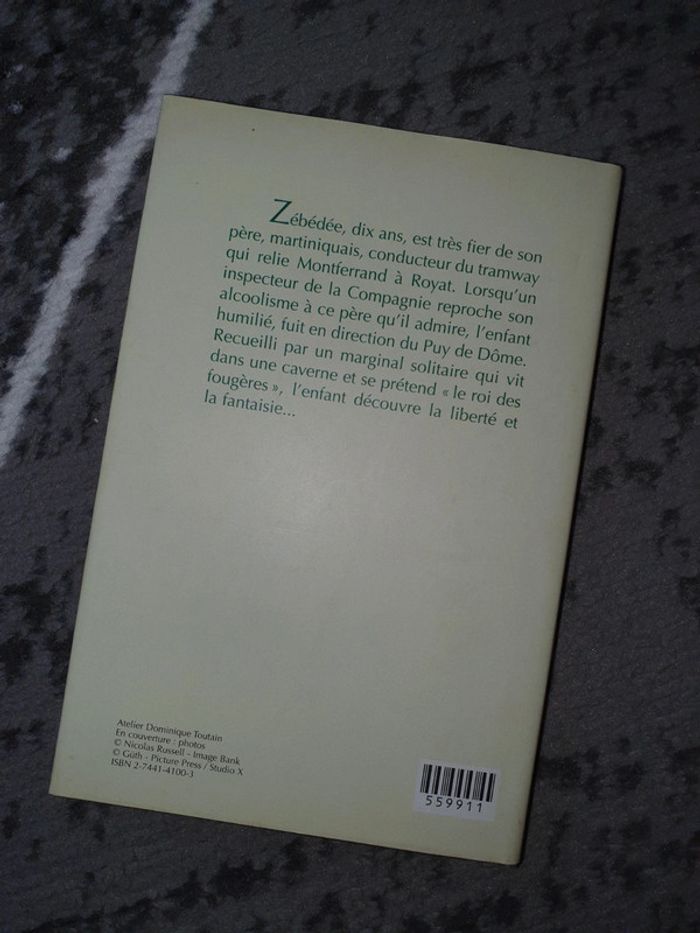 Zébédée, dix ans, est très fier de son
père, martiniquais, conducteur du tramway
qui relie Montferrand à Royat. Lorsqu'un
inspecteur de la Compagnie reproche son
alcoolisme à ce père qu'il admire, l'enfant
humilié, fuit en direction du Puy de Dôme.
Recueilli par un marginal solitaire qui vit
dans une caverne et se prétend « le roi des
fougères », l'enfant découvre la liberté et
la fantaisie...
Atelier Dominique Toutain
En couverture : photos
© Nicolas Russell - Image Bank
© Güth - Picture Press / Studio X
ISBN 2-7441-4100-3
559911